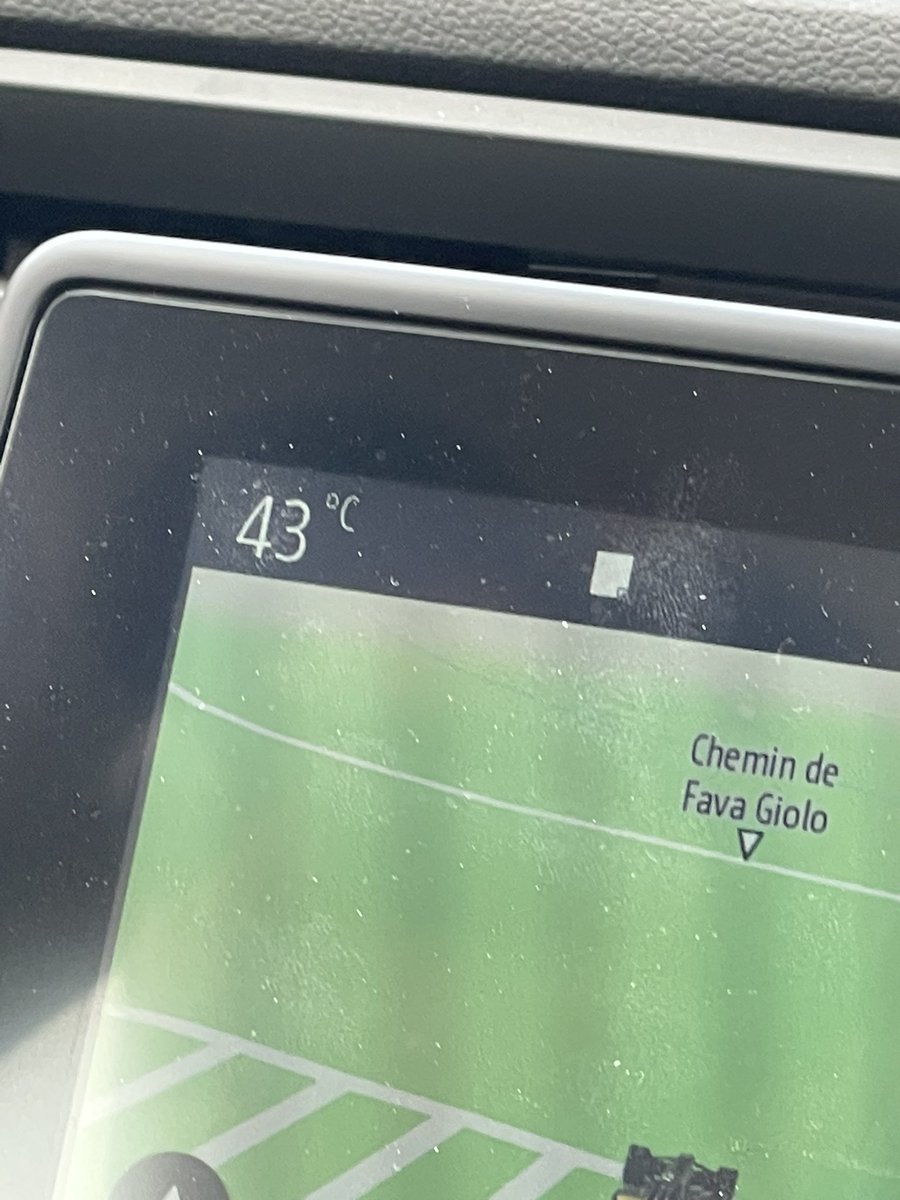 43 °C
Chemin de
Fava Giolo